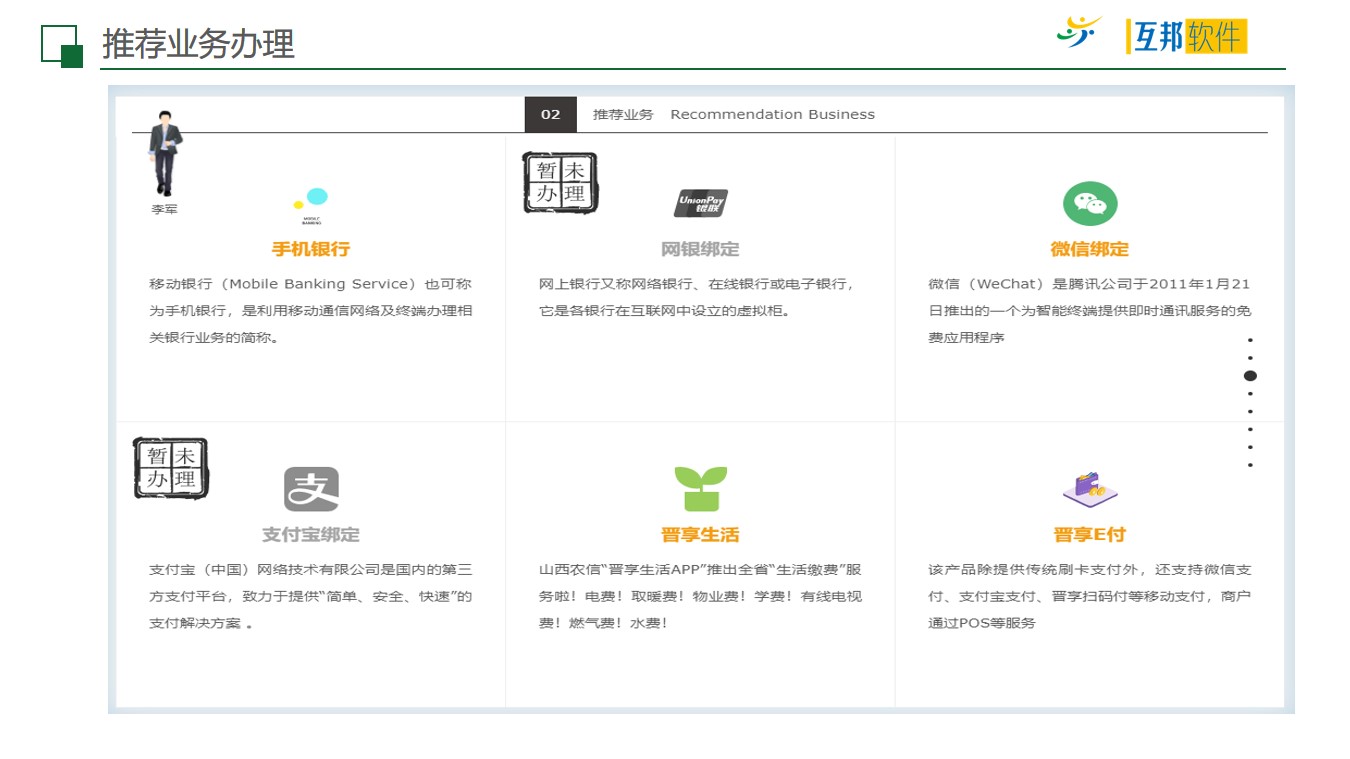 推荐业务办理
互邦软件
02 推荐业务 Recommendation Business
李军
MOBILE
BANKING
手机银行
移动银行（Mobile Banking Service）也可称
为手机银行，是利用移动通信网络及终端办理相
关银行业务的简称。
暂未
办理
UnionPay
银联
网银绑定
网上银行又称网络银行、在线银行或电子银行，
它是各银行在互联网中设立的虚拟柜。
微信绑定
微信（WeChat）是腾讯公司于2011年1月21
日推出的一个为智能终端提供即时通讯服务的免
费应用程序
暂未
办理
支
支付宝绑定
支付宝（中国）网络技术有限公司是国内的第三
方支付平台，致力于提供“简单、安全、快速”的
支付解决方案 。
晋享生活
山西农信“晋享生活APP”推出全省“生活缴费”服
务啦！电费！取暖费！物业费！学费！有线电视
费！燃气费！水费！
晋享E付
该产品除提供传统刷卡支付外，还支持微信支
付、支付宝支付、晋享扫码付等移动支付，商户
通过POS等服务